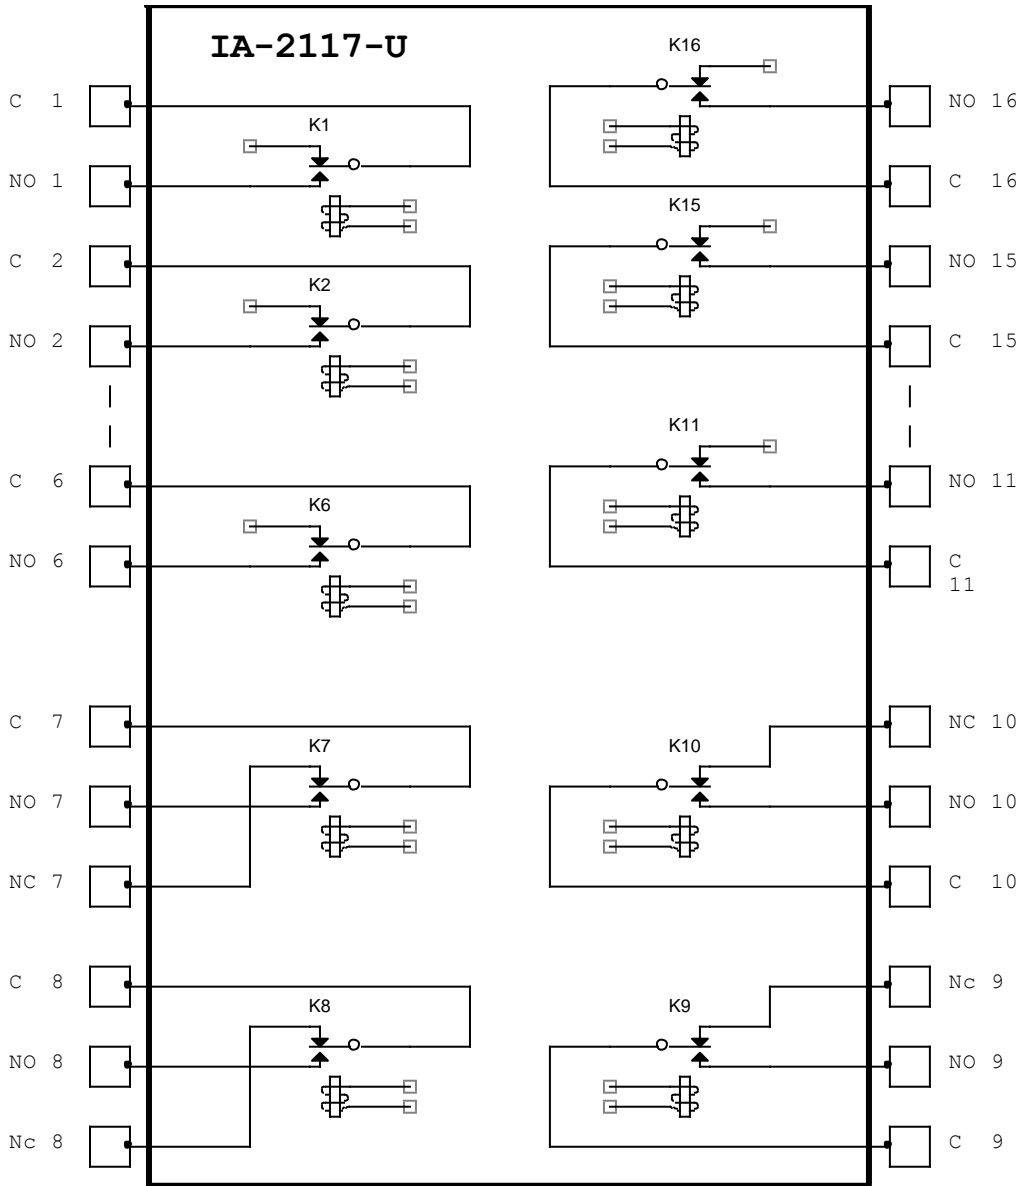 IA-2117-U
C 1
K1
NO 1
C 2
K2
NO 2
C 6
K6
NO 6
C 7
K7
NO 7
NC 7
C 8
K8
NO 8
Nc 8
K16
NO 16
C 16
K15
NO 15
C 15
K11
NO 11
C
11
NC 10
K10
NO 10
C 10
Nc 9
K9
NO 9
C 9